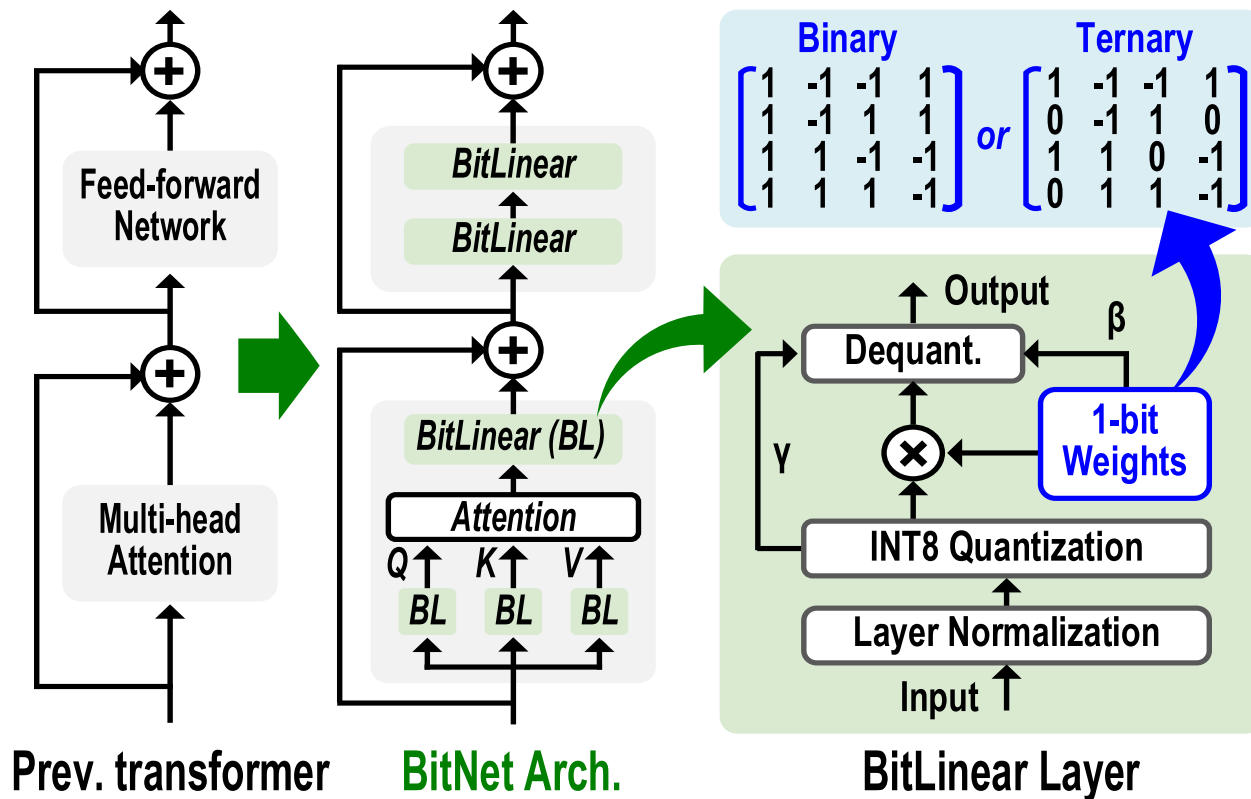 Feed-forward
Network
Multi-head
Attention
Prev. transformer
BitLinear
BitLinear
BitLinear (BL)
Attention
Q K V
BL BL BL
BitNet Arch.
Binary
1 -1 -1 1
1 -1 1 1
1 1 -1 -1
1 1 1 -1
or
Ternary
1 -1 -1 1
0 -1 1 0
1 1 0 -1
0 1 1 -1
Output
β
Dequant.
1-bit
Weights
γ
INT8 Quantization
Layer Normalization
Input
BitLinear Layer